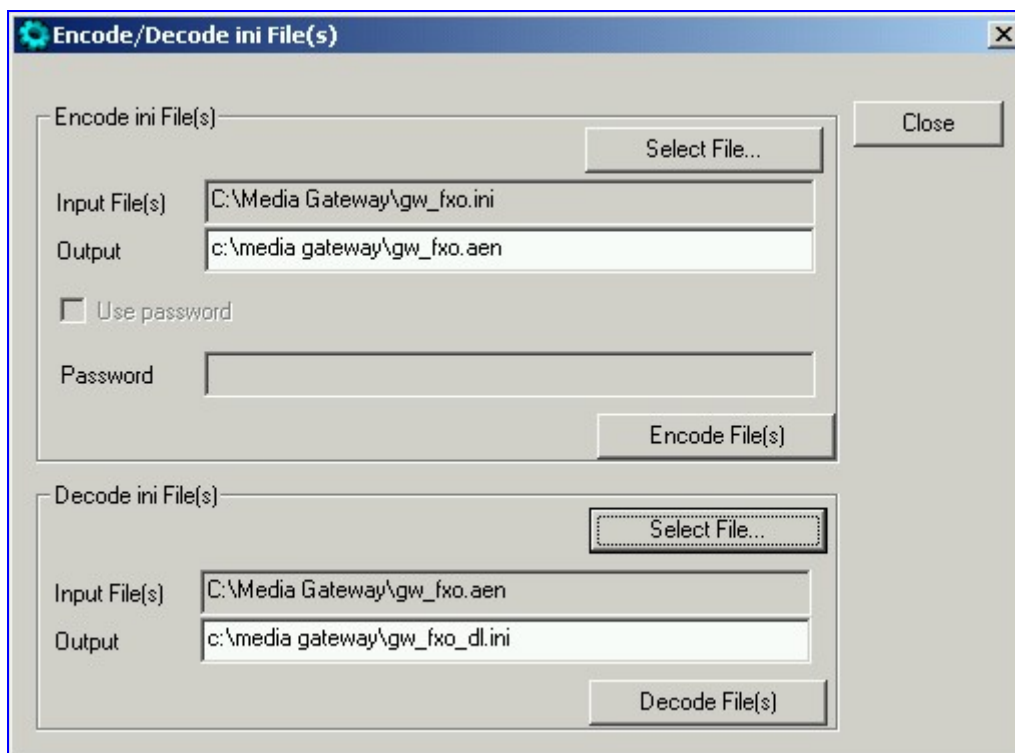 Encode/Decode ini File(s)
Encode ini File(s)
Close
Select File...
Input File(s) C:\Media Gateway\gw_fxo.ini
Output c:\media gateway\gw_fxo.aen
Use password
Password
Encode File(s)
Decode ini File(s)
Select File...
Input File(s) C:\Media Gateway\gw_fxo.aen
Output c:\media gateway\gw_fxo_dl.ini
Decode File(s)